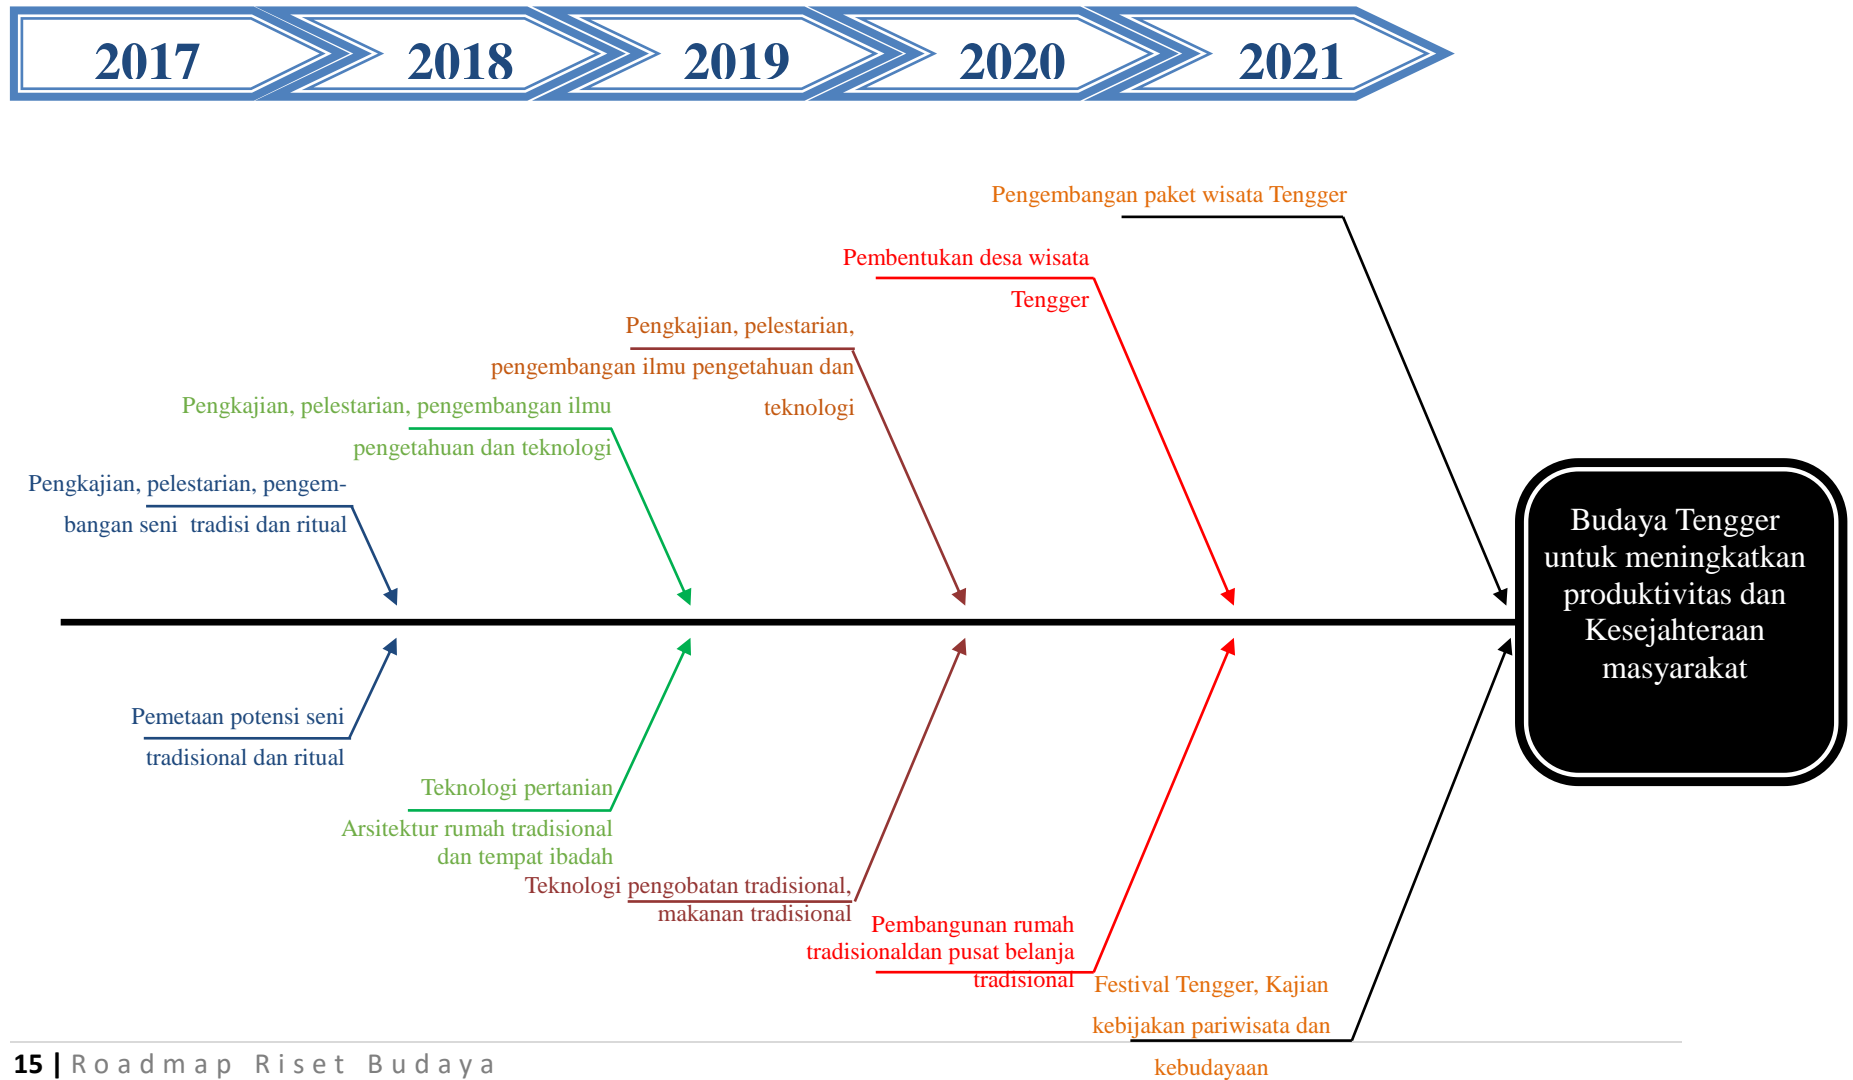 2017
2018
2019
2020
2021
Pengembangan paket wisata Tengger
Pembentukan desa wisata
Tengger
Pengkajian, pelestarian,
pengembangan ilmu pengetahuan dan
teknologi
Pengkajian, pelestarian, pengembangan ilmu
pengetahuan dan teknologi
Pengkajian, pelestarian, pengem-
bangan seni tradisi dan ritual
Budaya Tengger
untuk meningkatkan
produktivitas dan
Kesejahteraan
masyarakat
Pemetaan potensi seni
tradisional dan ritual
Teknologi pertanian
Arsitektur rumah tradisional
dan tempat ibadah
Teknologi pengobatan tradisional,
makanan tradisional
Pembangunan rumah
tradisionaldan pusat belanja
tradisional
Festival Tengger, Kajian
kebijakan pariwisata dan
kebudayaan
15 | Roadmap Riset Budaya